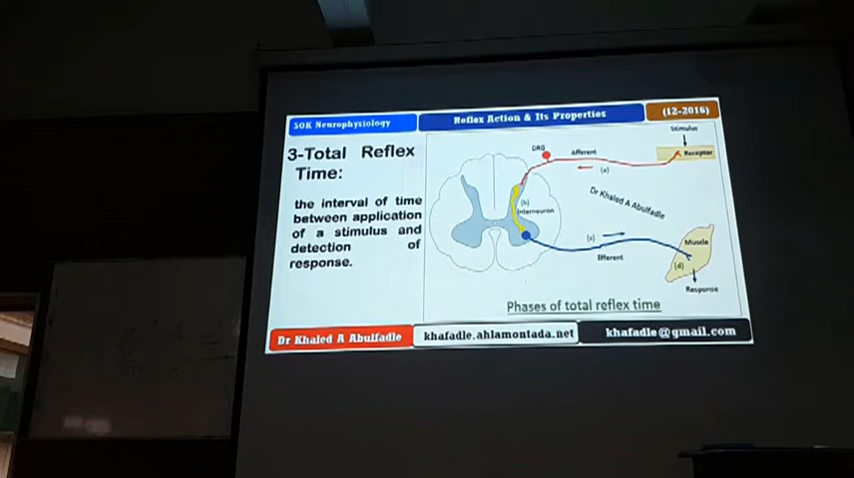 SOK Neurophysiology
Reflex Action & Its Properties
(12-2016)
3-Total Reflex
Time:
the interval of time
between application
of a stimulus and
detection of
response.
Stimulus
DRG
Afferent
Receptor
(a)
Dr Khaled A Abulfadle
(b)
Interneuron
(c)
Efferent
Muscle
(d)
Response
Phases of total reflex time
Dr Khaled A Abulfadle
khafadle.ahlamontada.net
khafadle@gmail.com